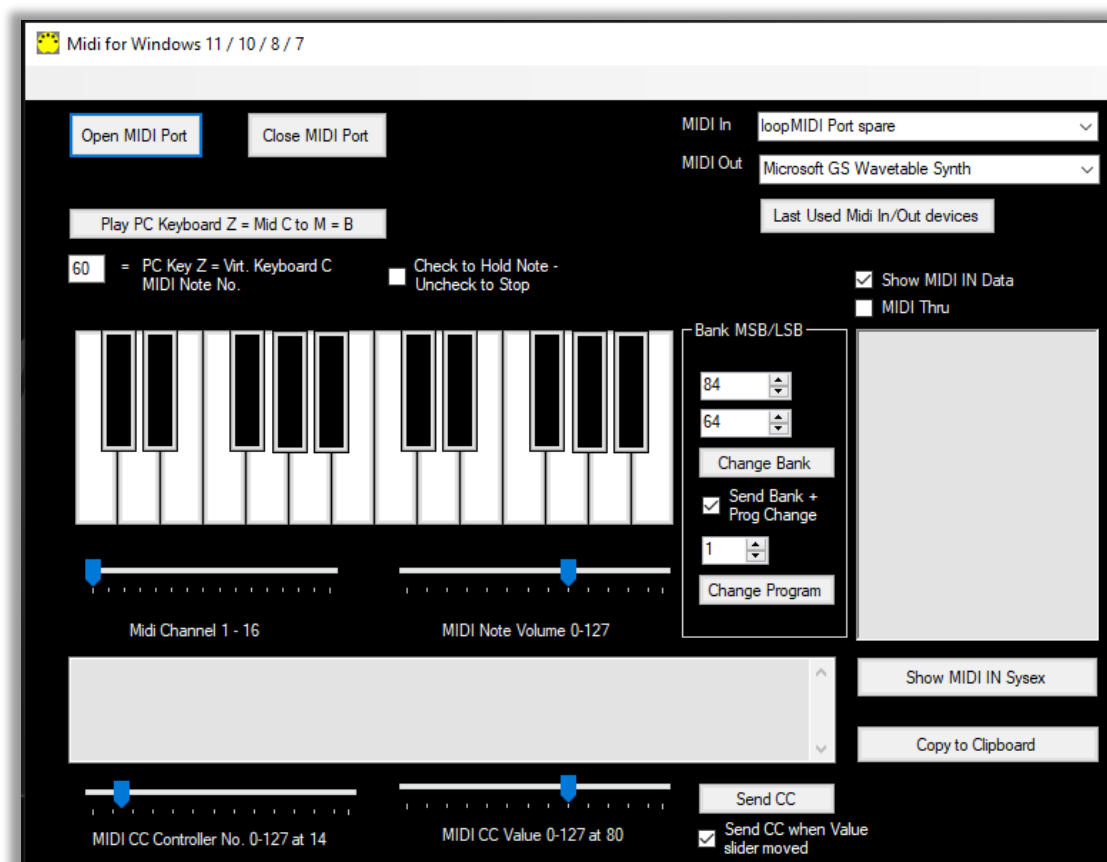 Midi for Windows 11 / 10 / 8 / 7
Open MIDI Port
Close MIDI Port
MIDI In
loopMIDI Port spare
MIDI Out
Microsoft GS Wavetable Synth
Last Used Midi In/Out devices
Play PC Keyboard Z = Mid C to M = B
60
= PC Key Z = Virt. Keyboard C
MIDI Note No.
Check to Hold Note -
Uncheck to Stop
Show MIDI IN Data
MIDI Thru
Bank MSB/LSB
84
64
Change Bank
Send Bank +
Prog Change
1
Change Program
Midi Channel 1 - 16
MIDI Note Volume 0-127
Show MIDI IN Sysex
Copy to Clipboard
MIDI CC Controller No. 0-127 at 14
MIDI CC Value 0-127 at 80
Send CC
Send CC when Value
slider moved